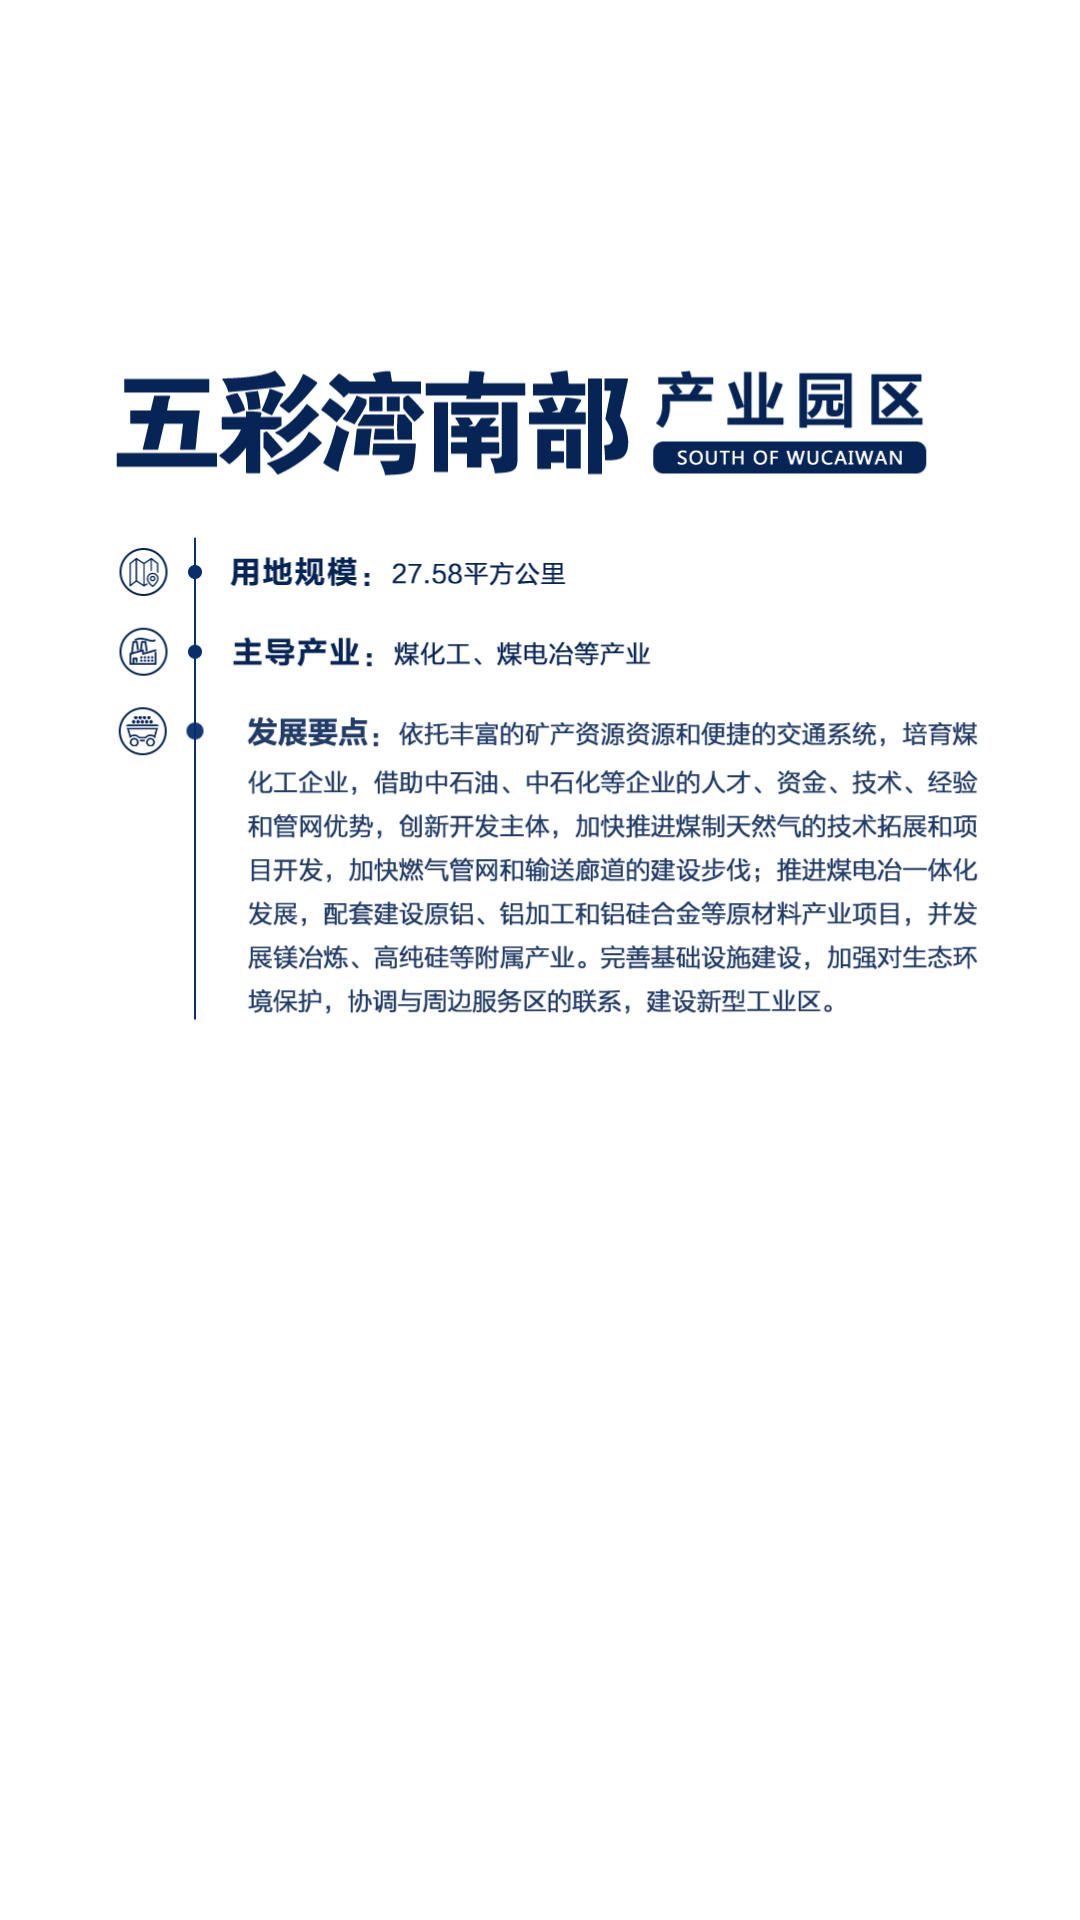 五彩湾南部 产业园区
SOUTH OF WUCAIWAN
用地规模：27.58平方公里
主导产业：煤化工、煤电冶等产业
发展要点：依托丰富的矿产资源资源和便捷的交通系统，培育煤
化工企业，借助中石油、中石化等企业的人才、资金、技术、经验
和管网优势，创新开发主体，加快推进煤制天然气的技术拓展和项
目开发，加快燃气管网和输送廊道的建设步伐；推进煤电冶一体化
发展，配套建设原铝、铝加工和铝硅合金等原材料产业项目，并发
展镁冶炼、高纯硅等附属产业。完善基础设施建设，加强对生态环
境保护，协调与周边服务区的联系，建设新型工业区。